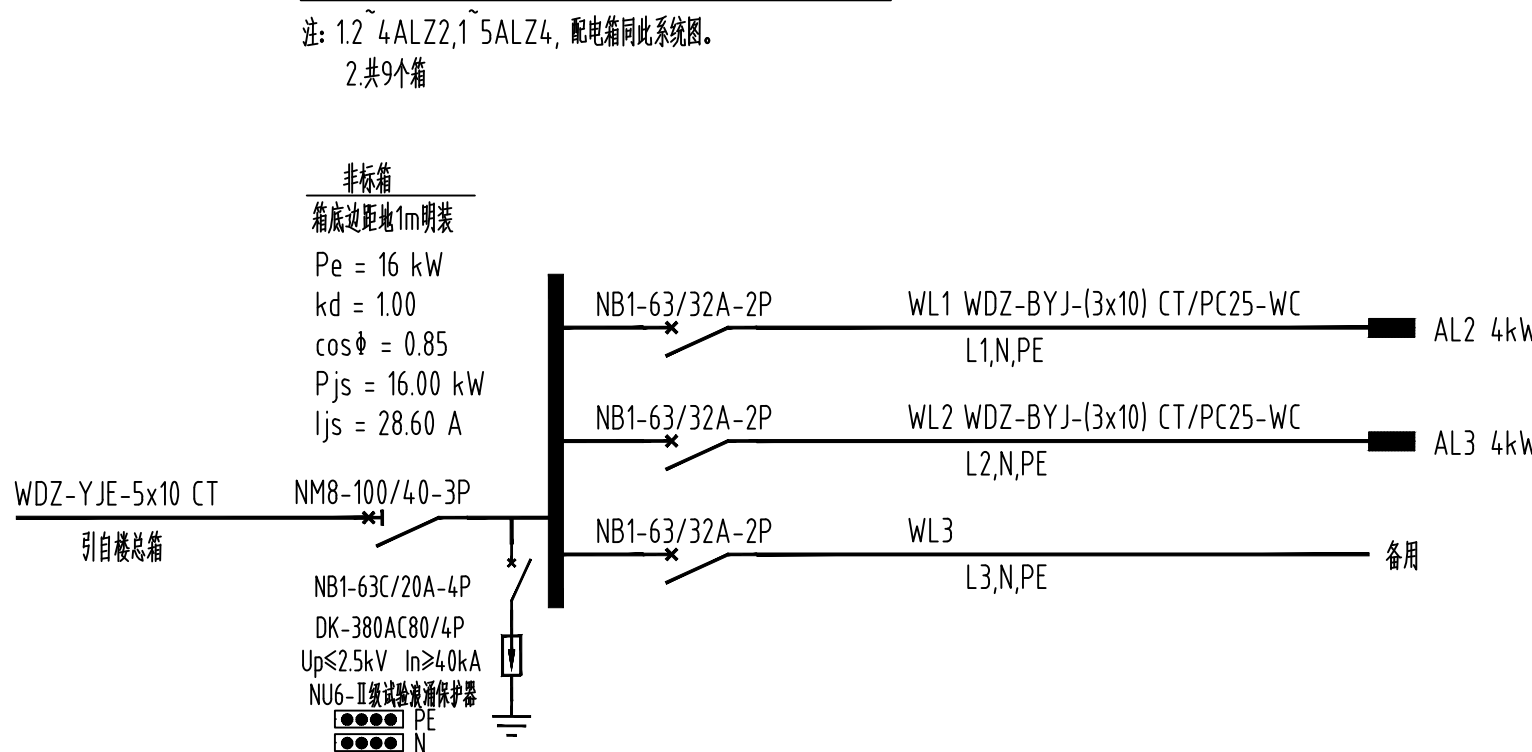 注: 1.2~4ALZ2,1~5ALZ4, 配电箱同此系统图。
2.共9个箱
非标箱
箱底边距地1m明装
Pe = 16 kW
kd = 1.00
cosΦ = 0.85
Pjs = 16.00 kW
Ijs = 28.60 A
NB1-63/32A-2P
WL1 WDZ-BYJ-(3x10) CT/PC25-WC
L1,N,PE
AL2 4kW
NB1-63/32A-2P
WL2 WDZ-BYJ-(3x10) CT/PC25-WC
L2,N,PE
AL3 4kW
WDZ-YJE-5x10 CT
引自楼总箱
NM8-100/40-3P
NB1-63/32A-2P
WL3
L3,N,PE
备用
NB1-63C/20A-4P
DK-380AC80/4P
Up≤2.5kV In≥40kA
NU6-Ⅱ级试验浪涌保护器
PE
N